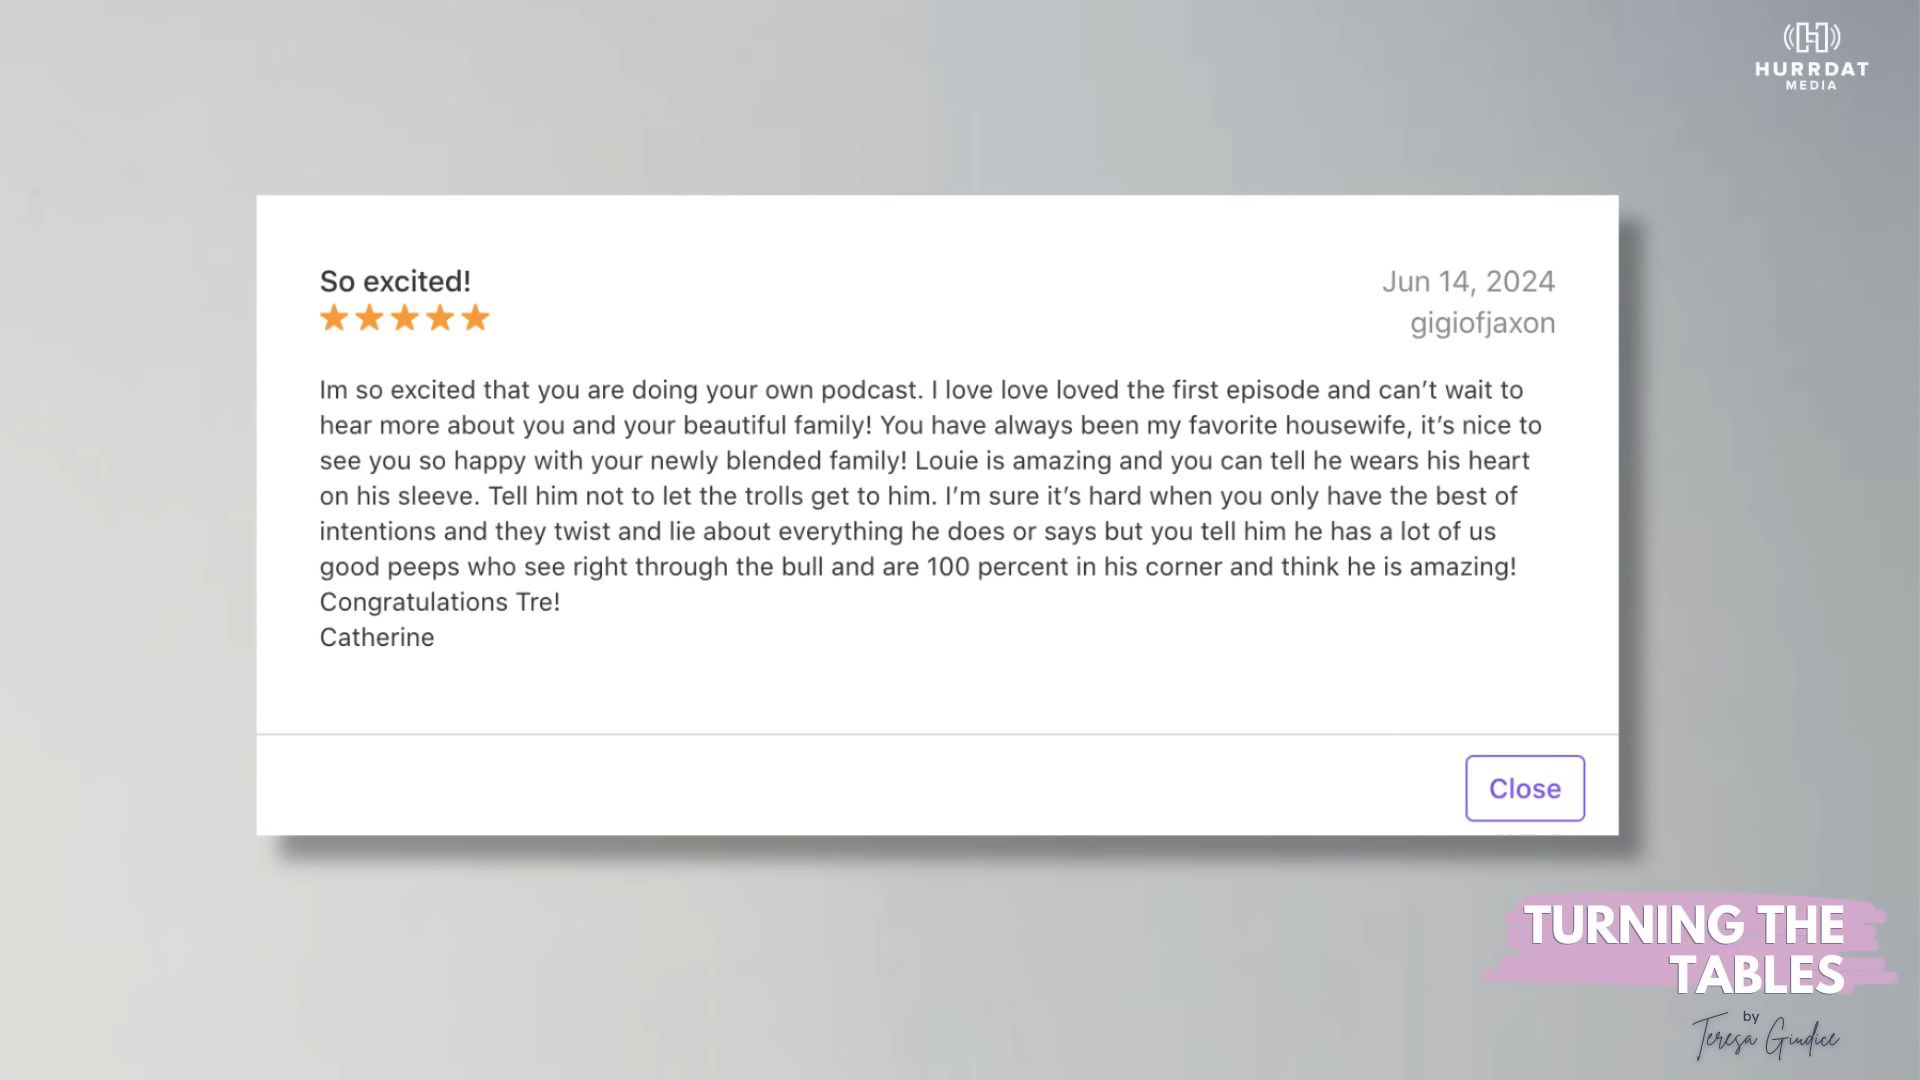 HURRDAT
MEDIA
So excited!
Jun 14, 2024
gigiofjaxon
Im so excited that you are doing your own podcast. I love love loved the first episode and can’t wait to
hear more about you and your beautiful family! You have always been my favorite housewife, it’s nice to
see you so happy with your newly blended family! Louie is amazing and you can tell he wears his heart
on his sleeve. Tell him not to let the trolls get to him. I’m sure it’s hard when you only have the best of
intentions and they twist and lie about everything he does or says but you tell him he has a lot of us
good peeps who see right through the bull and are 100 percent in his corner and think he is amazing!
Congratulations Tre!
Catherine
Close
TURNING THE
TABLES
by
Teresa Giudice